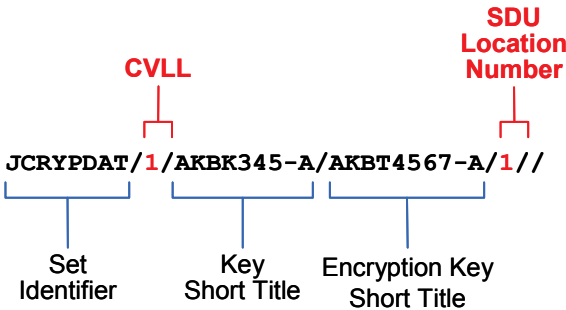 SDU
Location
Number
CVLL
JCRYPDAT/1/AKBK345-A/AKBT4567-A/1//
Set
Identifier
Key
Short Title
Encryption Key
Short Title